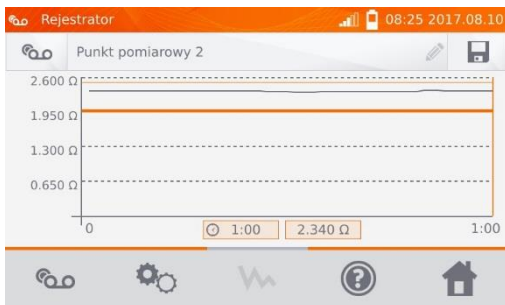 Rejestrator 08:25 2017.08.10
Punkt pomiarowy 2
2.600 Ω
1.950 Ω
1.300 Ω
0.650 Ω
0 1:00 2.340 Ω 1:00